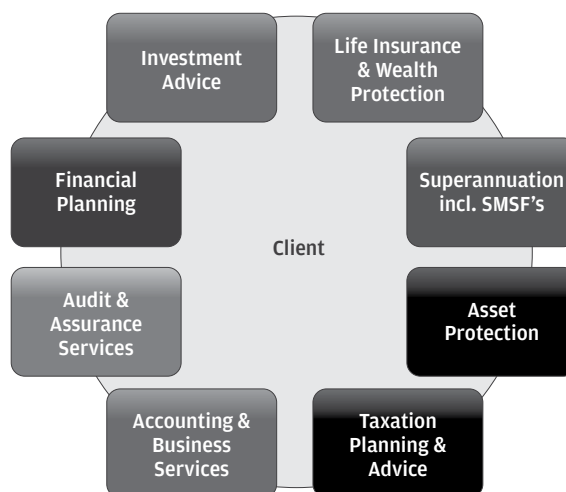 Investment
Advice
Life Insurance
& Wealth
Protection
Financial
Planning
Superannuation
incl. SMSF's
Client
Audit &
Assurance
Services
Asset
Protection
Accounting &
Business
Services
Taxation
Planning &
Advice